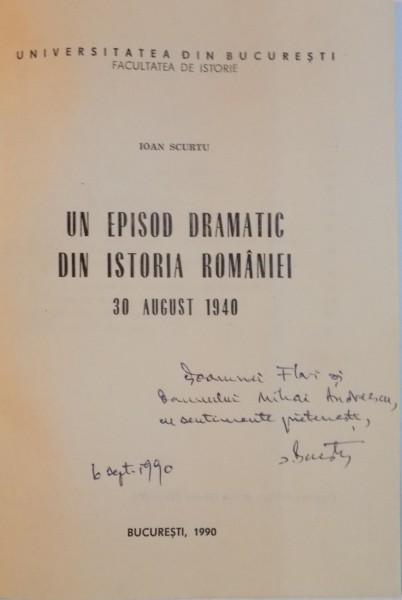 UNIVERSITATEA DIN BUCUREȘTI
FACULTATEA DE ISTORIE
IOAN SCURTU
UN EPISOD DRAMATIC
DIN ISTORIA ROMÂNIEI
30 AUGUST 1940
Doamnei Flori și
Domnului Mihai Andreescu,
cu sentimente prietenești,
6 sept. 1990
BUCUREȘTI, 1990